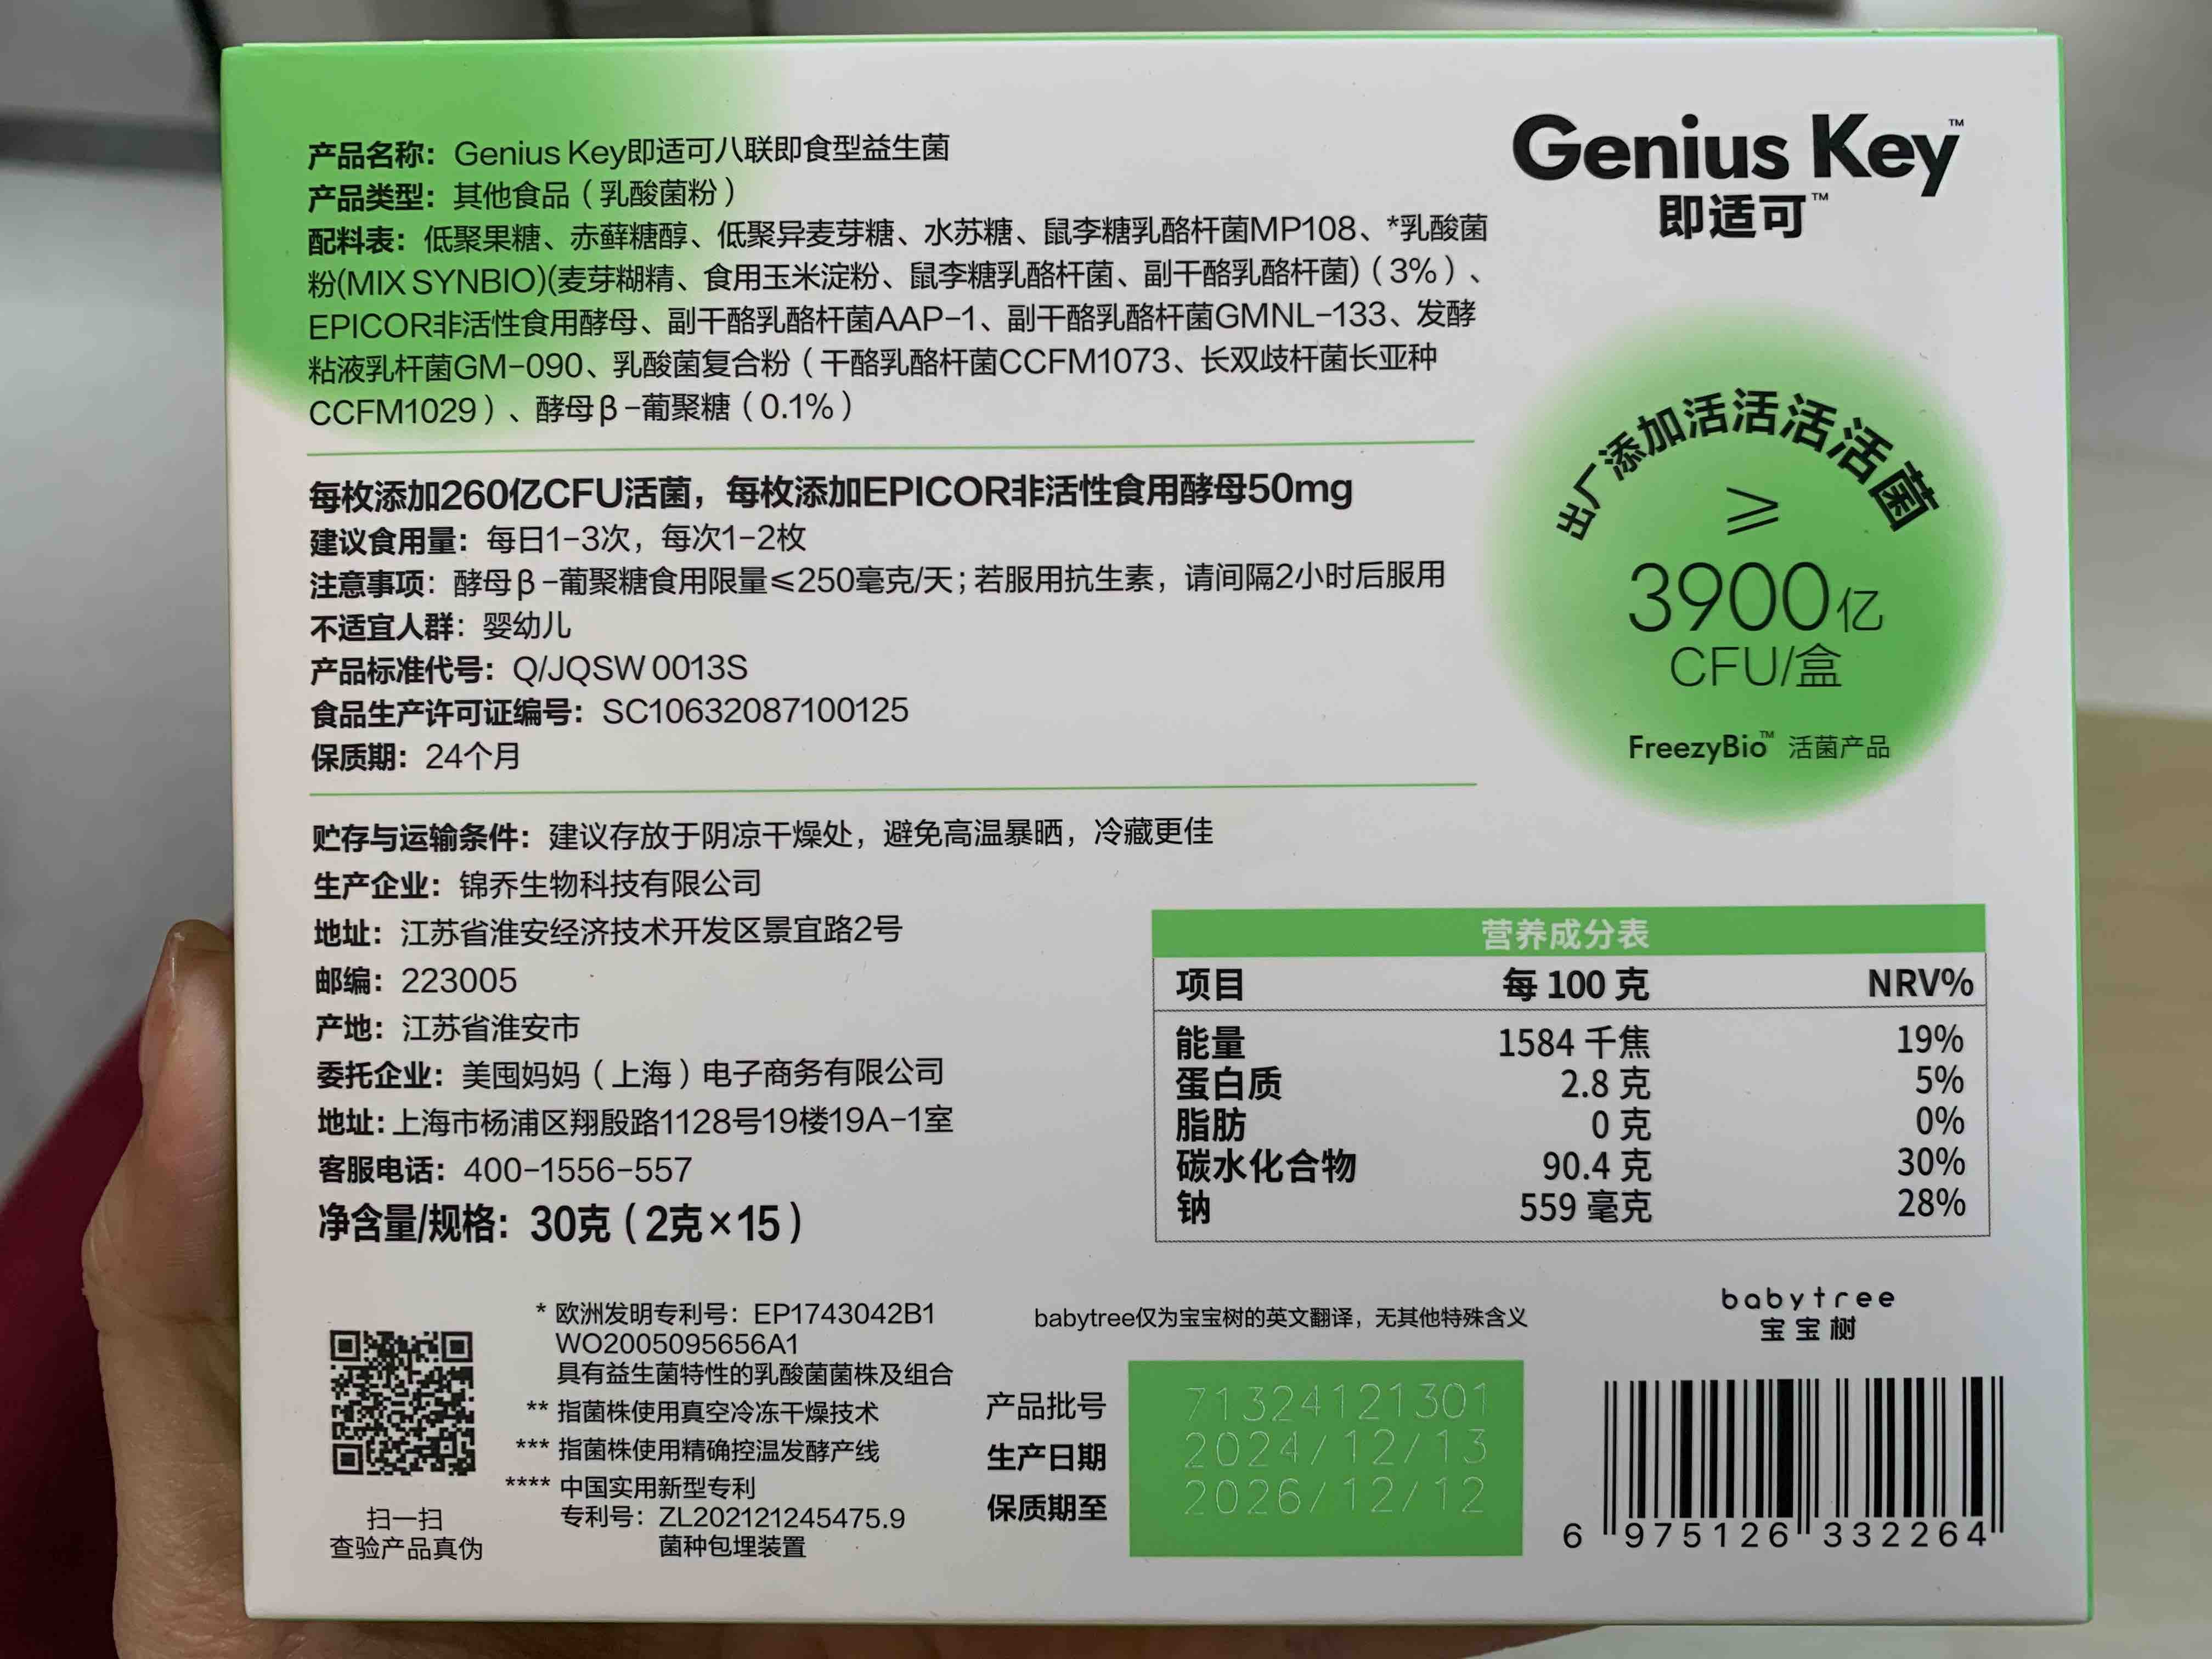 产品名称：Genius Key即适可八联即食型益生菌
产品类型：其他食品（乳酸菌粉）
配料表：低聚果糖、赤藓糖醇、低聚异麦芽糖、水苏糖、鼠李糖乳酪杆菌MP108、*乳酸菌
粉(MIX SYNBIO)(麦芽糊精、食用玉米淀粉、鼠李糖乳酪杆菌、副干酪乳酪杆菌)（3%）、
EPICOR非活性食用酵母、副干酪乳酪杆菌AAP-1、副干酪乳酪杆菌GMNL-133、发酵
粘液乳杆菌GM-090、乳酸菌复合粉（干酪乳酪杆菌CCFM1073、长双歧杆菌长亚种
CCFM1029）、酵母β-葡聚糖（0.1%）
每枚添加260亿CFU活菌，每枚添加EPICOR非活性食用酵母50mg
建议食用量：每日1-3次，每次1-2枚
注意事项：酵母β-葡聚糖食用限量≤250毫克/天；若服用抗生素，请间隔2小时后服用
不适宜人群：婴幼儿
产品标准代号：Q/JQSW 0013S
食品生产许可证编号：SC10632087100125
保质期：24个月
贮存与运输条件：建议存放于阴凉干燥处，避免高温暴晒，冷藏更佳
生产企业：锦乔生物科技有限公司
地址：江苏省淮安经济技术开发区景宜路2号
邮编：223005
产地：江苏省淮安市
委托企业：美囤妈妈（上海）电子商务有限公司
地址：上海市杨浦区翔殷路1128号19楼19A-1室
客服电话：400-1556-557
净含量/规格：30克（2克×15）
Genius Key™
即适可™
出厂添加活活活活菌
≥
3900亿
CFU/盒
FreezyBio™ 活菌产品
营养成分表
项目 每 100 克 NRV%
能量 1584 千焦 19%
蛋白质 2.8 克 5%
脂肪 0 克 0%
碳水化合物 90.4 克 30%
钠 559 毫克 28%
扫一扫
查验产品真伪
* 欧洲发明专利号：EP1743042B1
WO2005095656A1
具有益生菌特性的乳酸菌菌株及组合
** 指菌株使用真空冷冻干燥技术
*** 指菌株使用精确控温发酵产线
**** 中国实用新型专利
专利号：ZL202121245475.9
菌种包埋装置
babytree仅为宝宝树的英文翻译，无其他特殊含义
产品批号 71324121301
生产日期 2024/12/13
保质期至 2026/12/12
babytree
宝宝树
6 975126 332264